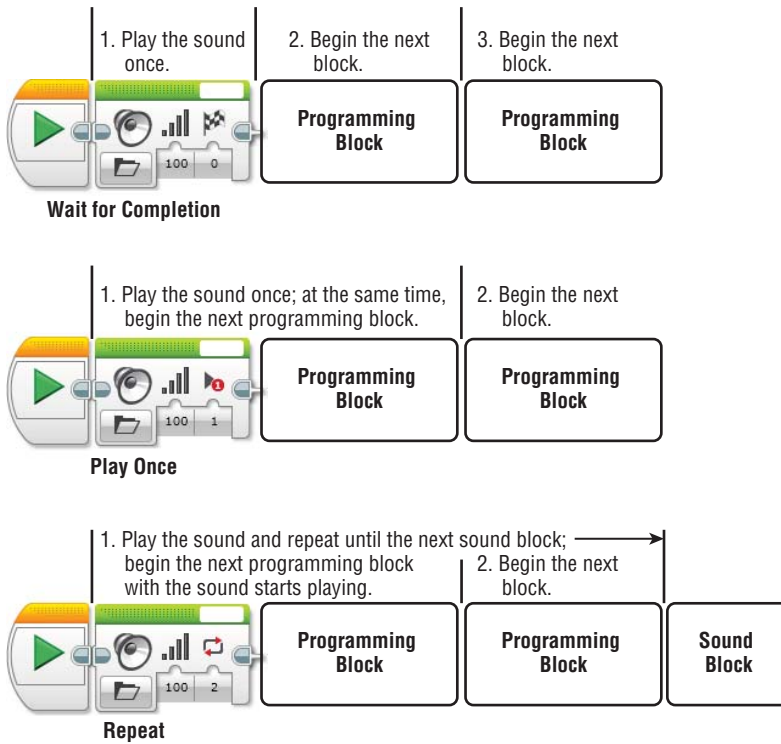 1. Play the sound
once.
2. Begin the next
block.
3. Begin the next
block.
Programming
Block
Programming
Block
100 0
Wait for Completion
1. Play the sound once; at the same time,
begin the next programming block.
2. Begin the next
block.
Programming
Block
Programming
Block
1
100 1
Play Once
1. Play the sound and repeat until the next sound block;
begin the next programming block
with the sound starts playing.
2. Begin the next
block.
Programming
Block
Programming
Block
Sound
Block
100 2
Repeat